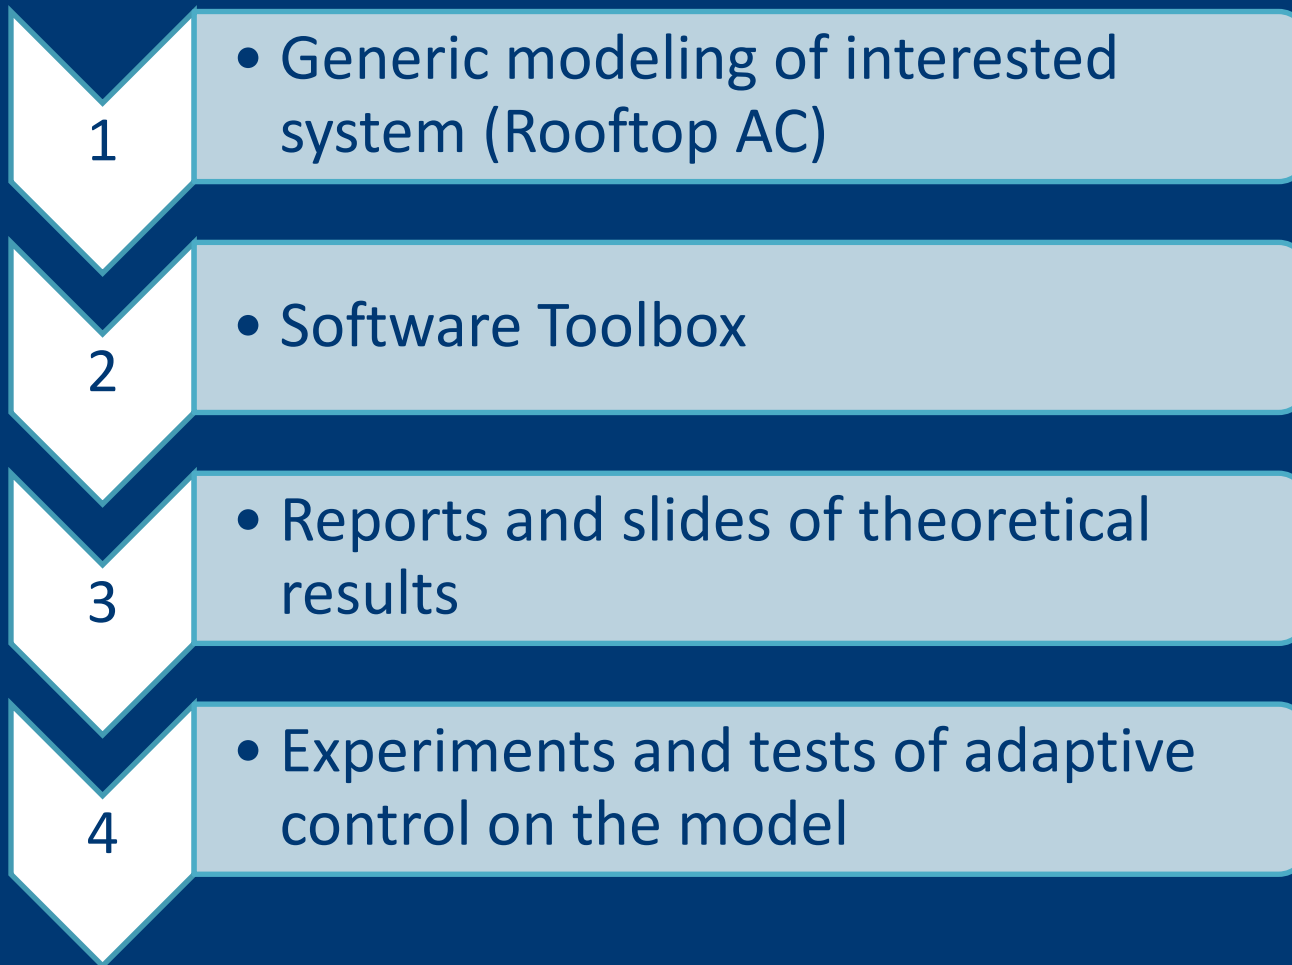 1
• Generic modeling of interested
system (Rooftop AC)
2
• Software Toolbox
3
• Reports and slides of theoretical
results
4
• Experiments and tests of adaptive
control on the model